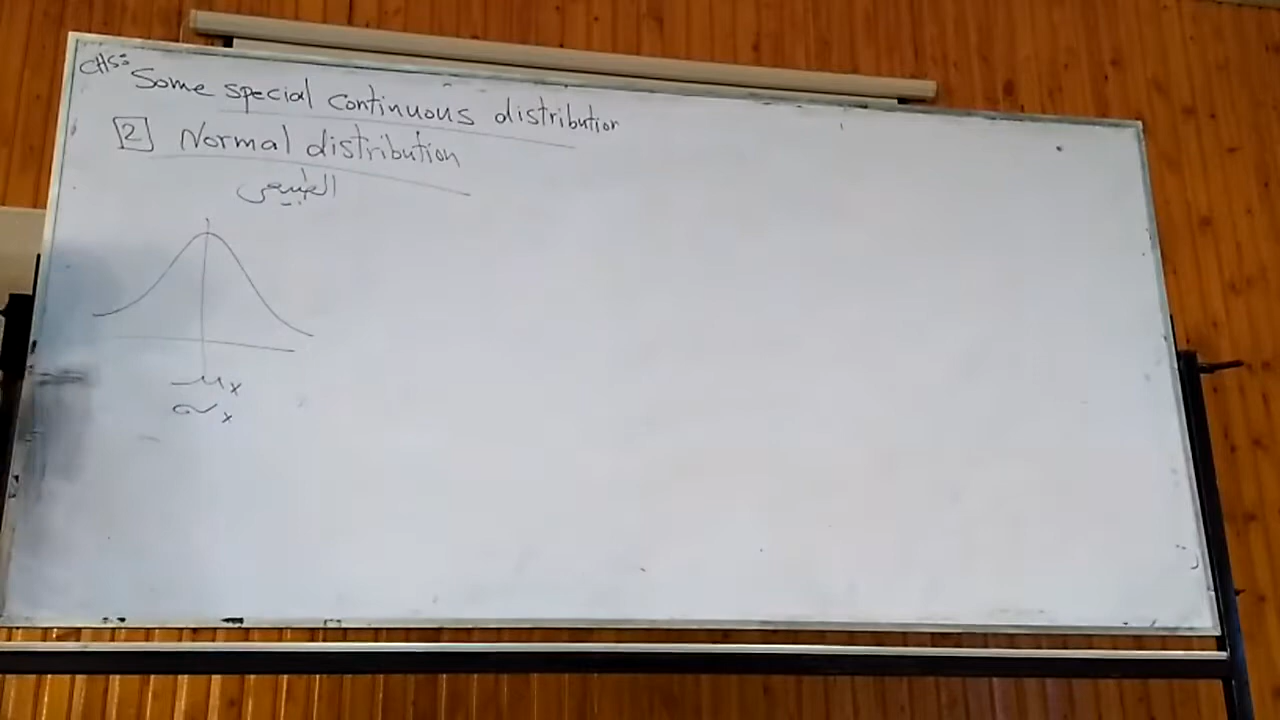 CH5:
Some special continuous distribution
[2] Normal distribution
الطبيعي
μx
σx